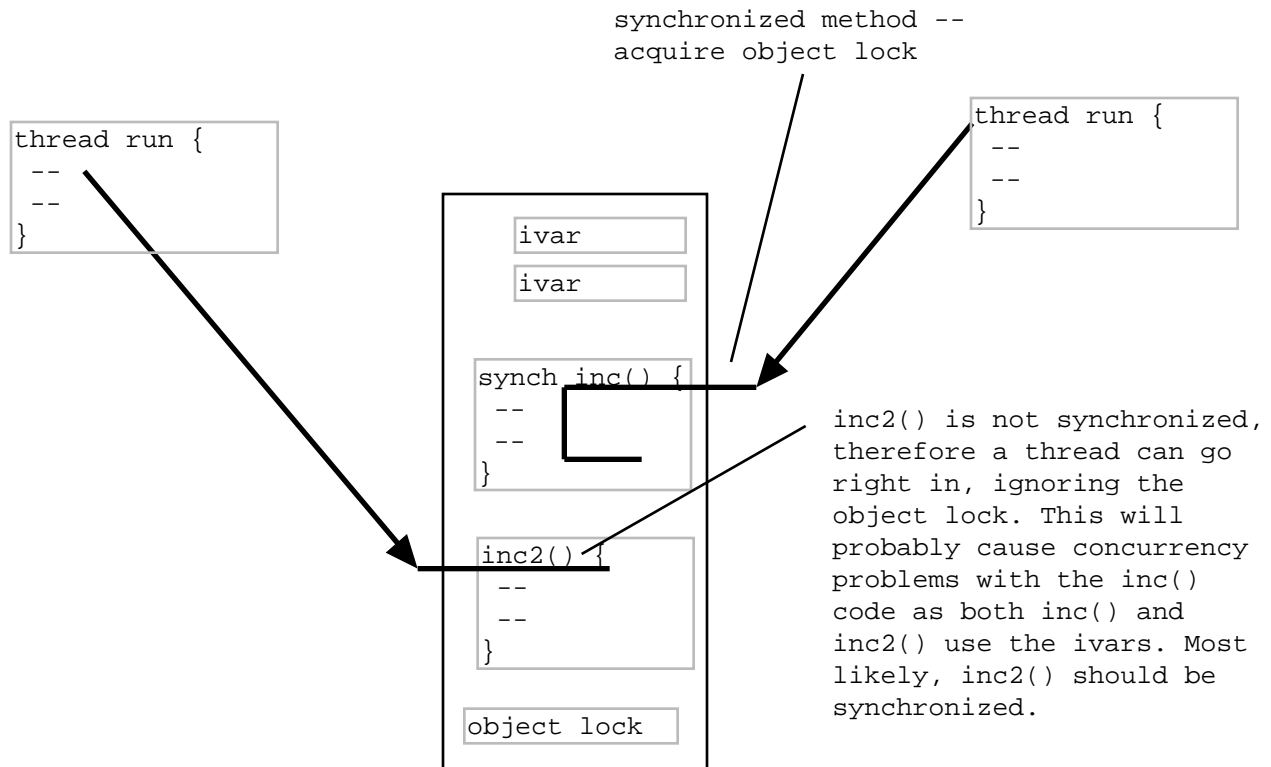 synchronized method --
acquire object lock
thread run {
--
--
}
thread run {
--
--
}
ivar
ivar
synch inc() {
--
--
}
inc2() {
--
--
}
object lock
inc2() is not synchronized,
therefore a thread can go
right in, ignoring the
object lock. This will
probably cause concurrency
problems with the inc()
code as both inc() and
inc2() use the ivars. Most
likely, inc2() should be
synchronized.